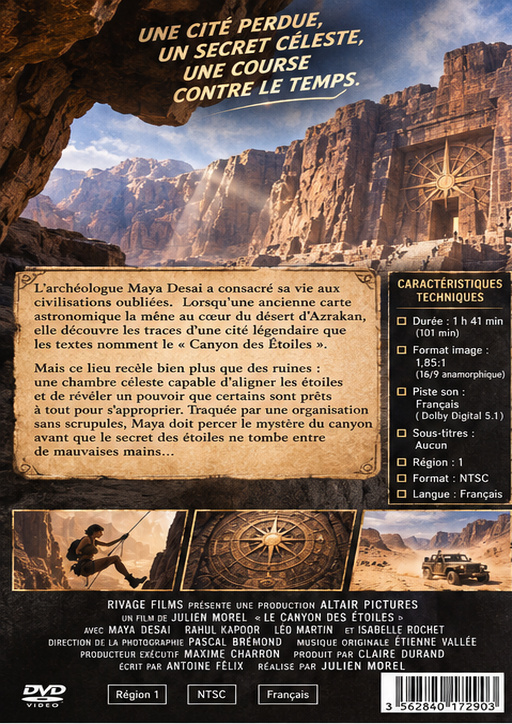 UNE CITÉ PERDUE,
UN SECRET CÉLESTE,
UNE COURSE
CONTRE LE TEMPS.
L'archéologue Maya Desai a consacré sa vie aux
civilisations oubliées. Lorsqu'une ancienne carte
astronomique la mêne au cœur du désert d'Azrakan,
elle découvre les traces d'une cité légendaire que
les textes nomment le « Canyon des Étoiles ».
Mais ce lieu recèle bien plus que des ruines :
une chambre céleste capable d'aligner les étoiles
et de révéler un pouvoir que certains sont prêts
à tout pour s'approprier. Traquée par une organisation
sans scrupules, Maya doit percer le mystère du canyon
avant que le secret des étoiles ne tombe entre
de mauvaises mains...
CARACTÉRISTIQUES
TECHNIQUES
Durée : 1 h 41 min
(101 min)
Format image :
1,85:1
(16/9 anamorphique)
Piste son :
Français
(Dolby Digital 5.1)
Sous-titres :
Aucun
Région : 1
Format : NTSC
Langue : Français
RIVAGE FILMS PRÉSENTE UNE PRODUCTION ALTAIR PICTURES
UN FILM DE JULIEN MOREL « LE CANYON DES ÉTOILES »
AVEC MAYA DESAI RAHUL KAPOOR LÉO MARTIN ET ISABELLE ROCHET
DIRECTION DE LA PHOTOGRAPHIE PASCAL BRÉMOND MUSIQUE ORIGINALE ÉTIENNE VALLÉE
PRODUCTEUR EXÉCUTIF MAXIME CHARRON PRODUIT PAR CLAIRE DURAND
ÉCRIT PAR ANTOINE FÉLIX RÉALISÉ PAR JULIEN MOREL
DVD
VIDEO
Région 1
NTSC
Français
3 562840 172903